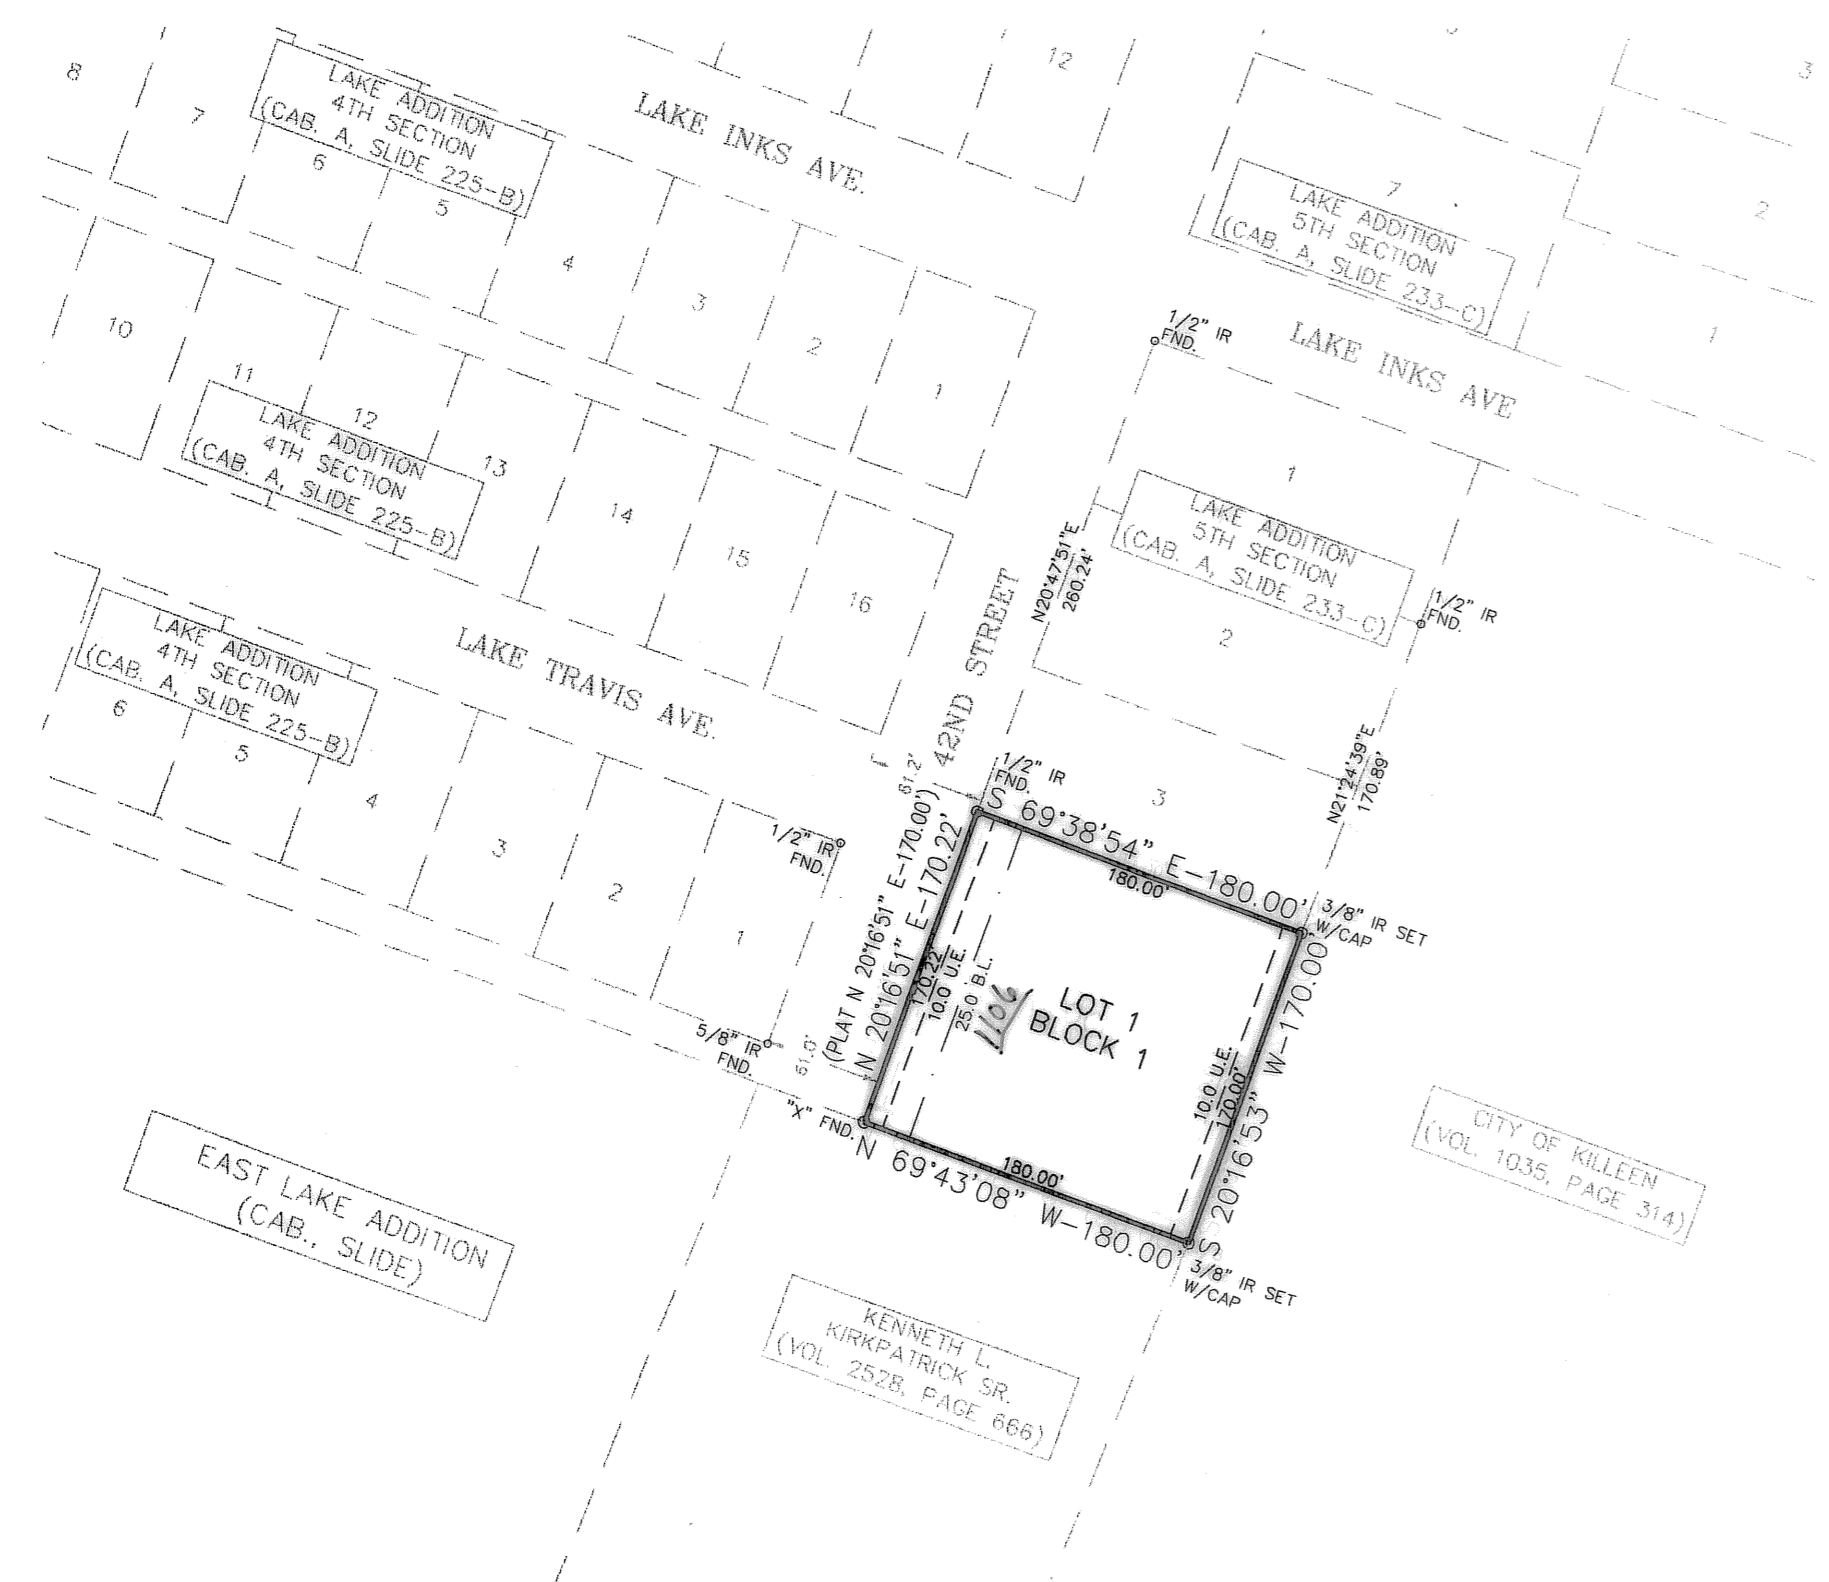 8
7
LAKE ADDITION
4TH SECTION
(CAB. A, SLIDE 225-B)
6
5
4
3
2
1
LAKE INKS AVE.
12
3
7
LAKE ADDITION
5TH SECTION
(CAB. A, SLIDE 233-C)
2
1
LAKE INKS AVE
10
11
12
LAKE ADDITION
4TH SECTION
(CAB. A, SLIDE 225-B)
13
14
15
16
1/2" IR
FND.
1
LAKE ADDITION
5TH SECTION
(CAB. A, SLIDE 233-C)
2
3
N20°47'51"E
260.24'
1/2" IR
FND.
N21°24'39"E
170.89'
42ND STREET
LAKE TRAVIS AVE.
LAKE ADDITION
4TH SECTION
(CAB. A, SLIDE 225-B)
6
5
4
3
2
1
1/2" IR
FND.
5/8" IR
FND.
61.2'
1/2" IR
FND.
S 69°38'54" E-180.00'
180.00'
3/8" IR SET
W/CAP
(PLAT N 20°16'51" E-170.00')
N 20°16'51" E-170.22'
170.22
10.0 U.E.
25.0 B.L.
1106
LOT 1
BLOCK 1
10.0 U.E.
170.00'
S 20°16'53" W-170.00'
"X" FND.
180.00'
N 69°43'08" W-180.00'
3/8" IR SET
W/CAP
CITY OF KILLEEN
(VOL. 1035, PAGE 314)
EAST LAKE ADDITION
(CAB., SLIDE)
KENNETH L.
KIRKPATRICK SR.
(VOL. 2528, PAGE 666)